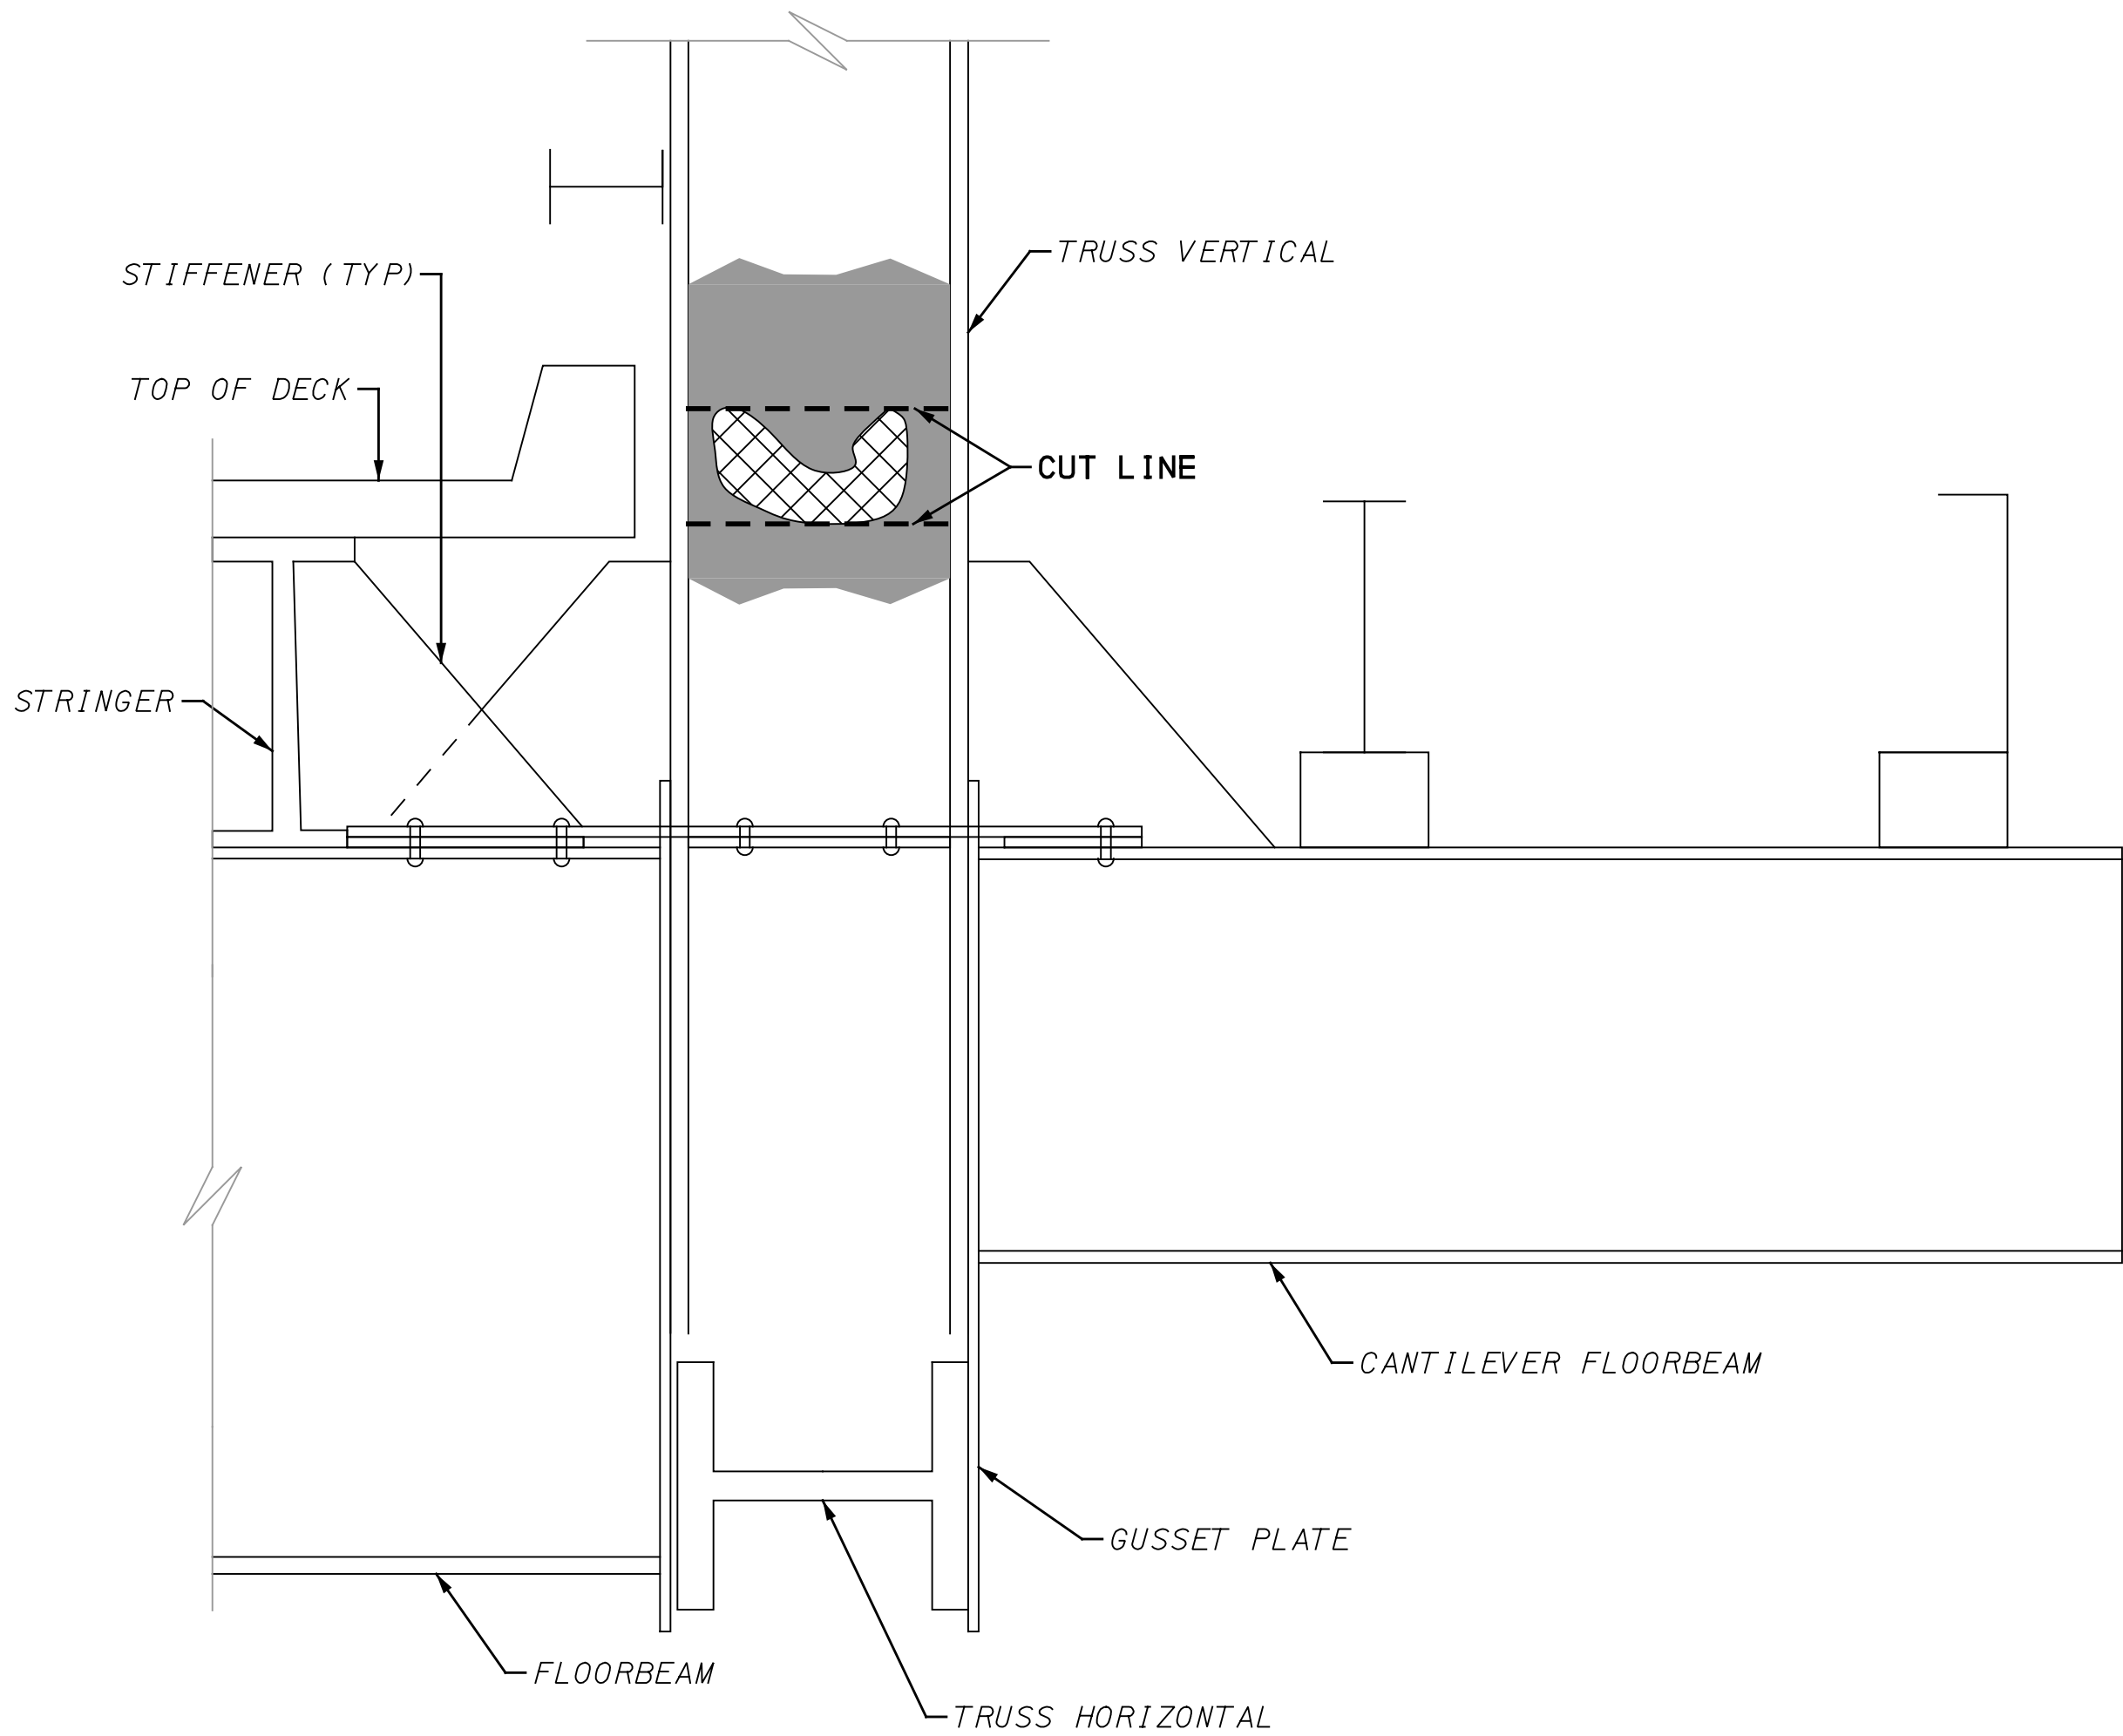 TRUSS VERTICAL
STIFFENER (TYP)
TOP OF DECK
CUT LINE
STRINGER
CANTILEVER FLOORBEAM
GUSSET PLATE
FLOORBEAM
TRUSS HORIZONTAL